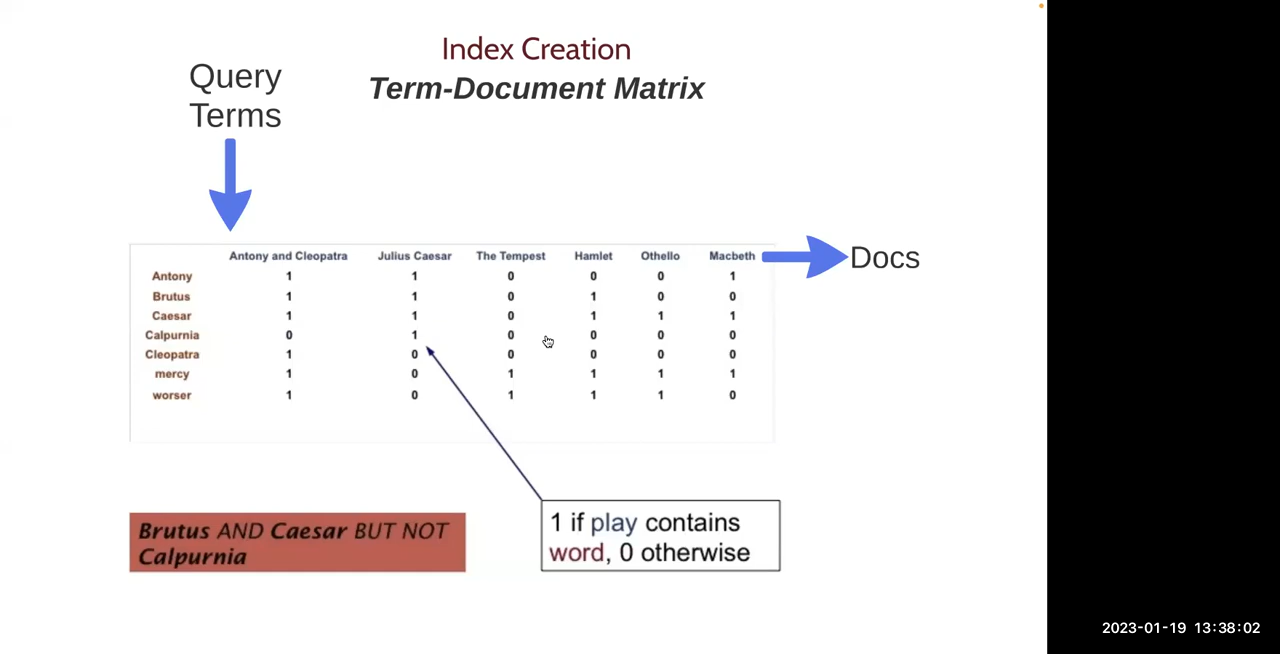 Index Creation
Term-Document Matrix
Query
Terms
Antony and Cleopatra Julius Caesar The Tempest Hamlet Othello Macbeth
Docs
Antony 1 1 0 0 0 1
Brutus 1 1 0 1 0 0
Caesar 1 1 0 1 1 1
Calpurnia 0 1 0 0 0 0
Cleopatra 1 0 0 0 0 0
mercy 1 0 1 1 1 1
worser 1 0 1 1 1 0
Brutus AND Caesar BUT NOT
Calpurnia
1 if play contains
word, 0 otherwise
2023-01-19 13:38:02